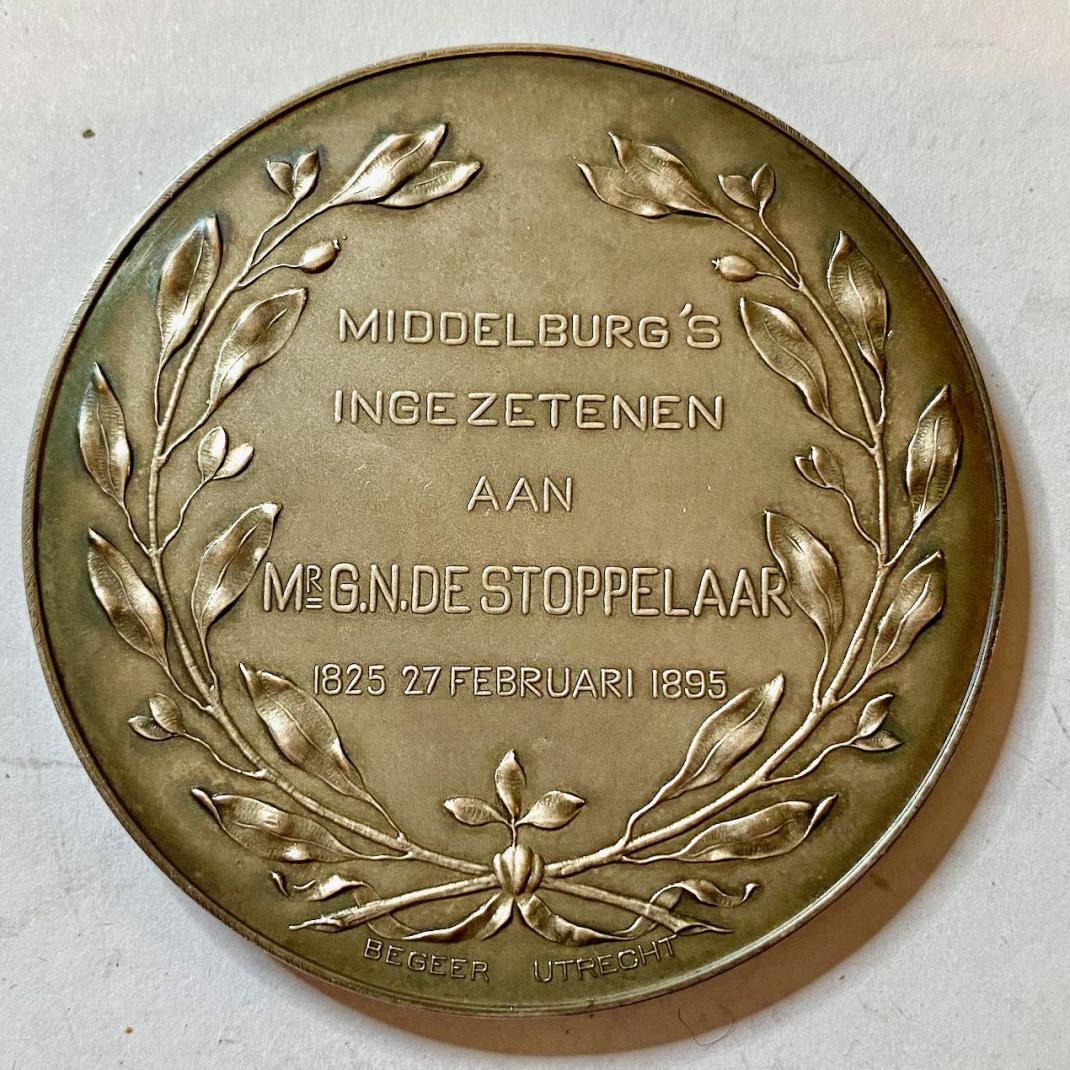 MIDDELBURG'S
INGEZETENEN
AAN
MR G.N. DE STOPPELAAR
1825 27 FEBRUARI 1895
BEGEER UTRECHT